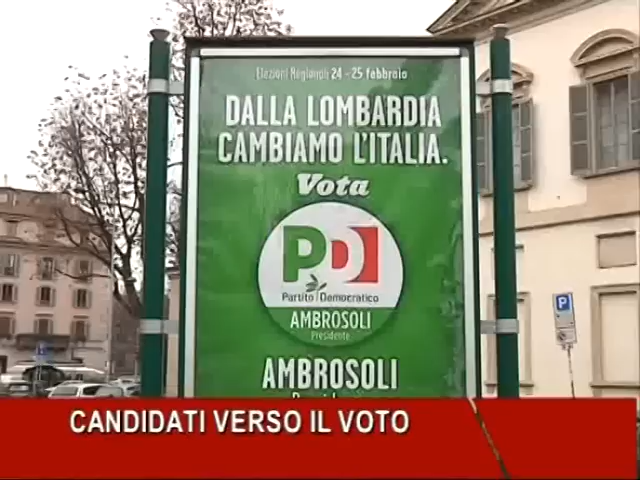 Elezioni Regionali 24 - 25 febbraio
DALLA LOMBARDIA
CAMBIAMO L'ITALIA.
Vota
PD
Partito Democratico
AMBROSOLI
Presidente
AMBROSOLI
P
CANDIDATI VERSO IL VOTO